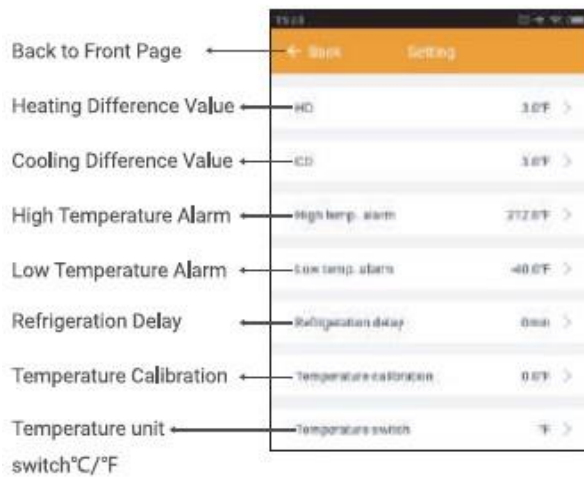 Back to Front Page
← Back Setting
Heating Difference Value
HD 3.0℉ >
Cooling Difference Value
CD 3.0℉ >
High Temperature Alarm
High temp. alarm 212.0℉ >
Low Temperature Alarm
Low temp. alarm -40.0℉ >
Refrigeration Delay
Refrigeration delay 0min >
Temperature Calibration
Temperature calibration 0.0℉ >
Temperature unit
switch℃/℉
Temperature switch ℉ >